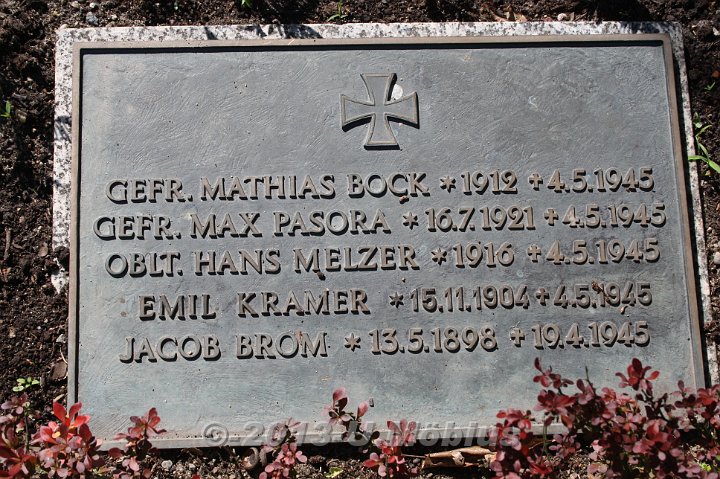 GEFR. MATHIAS BOCK * 1912 + 4.5.1945
GEFR. MAX PASORA * 16.7.1921 + 4.5.1945
OBLT. HANS MELZER * 1916 + 4.5.1945
EMIL KRAMER * 15.11.1904 + 4.5.1945
JACOB BROM * 13.5.1898 + 19.4.1945
© 2013 U. Möbius